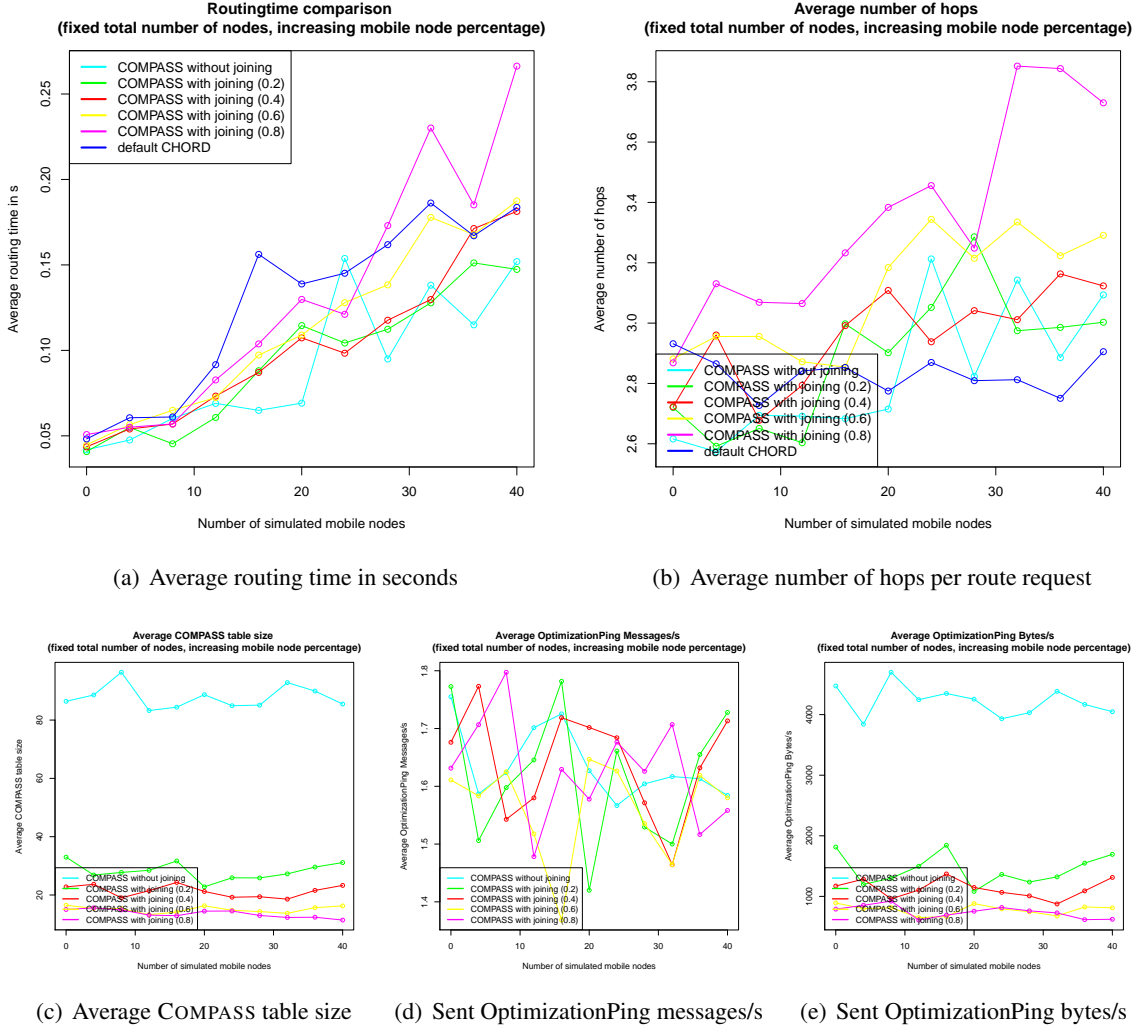 Routingtime comparison
(fixed total number of nodes, increasing mobile node percentage)
COMPASS without joining
COMPASS with joining (0.2)
COMPASS with joining (0.4)
COMPASS with joining (0.6)
COMPASS with joining (0.8)
default CHORD
Average routing time in s
0.05 0.10 0.15 0.20 0.25
0 10 20 30 40
Number of simulated mobile nodes
(a) Average routing time in seconds
Average number of hops
(fixed total number of nodes, increasing mobile node percentage)
Average number of hops
2.6 2.8 3.0 3.2 3.4 3.6 3.8
COMPASS without joining
COMPASS with joining (0.2)
COMPASS with joining (0.4)
COMPASS with joining (0.6)
COMPASS with joining (0.8)
default CHORD
0 10 20 30 40
Number of simulated mobile nodes
(b) Average number of hops per route request
Average COMPASS table size
(fixed total number of nodes, increasing mobile node percentage)
Average COMPASS table size
20 40 60 80
COMPASS without joining
COMPASS with joining (0.2)
COMPASS with joining (0.4)
COMPASS with joining (0.6)
COMPASS with joining (0.8)
0 10 20 30 40
Number of simulated mobile nodes
(c) Average COMPASS table size
Average OptimizationPing Messages/s
(fixed total number of nodes, increasing mobile node percentage)
Average OptimizationPing Messages/s
1.4 1.5 1.6 1.7 1.8
COMPASS without joining
COMPASS with joining (0.2)
COMPASS with joining (0.4)
COMPASS with joining (0.6)
COMPASS with joining (0.8)
0 10 20 30 40
Number of simulated mobile nodes
(d) Sent OptimizationPing messages/s
Average OptimizationPing Bytes/s
(fixed total number of nodes, increasing mobile node percentage)
Average OptimizationPing Bytes/s
1000 2000 3000 4000
COMPASS without joining
COMPASS with joining (0.2)
COMPASS with joining (0.4)
COMPASS with joining (0.6)
COMPASS with joining (0.8)
0 10 20 30 40
Number of simulated mobile nodes
(e) Sent OptimizationPing bytes/s